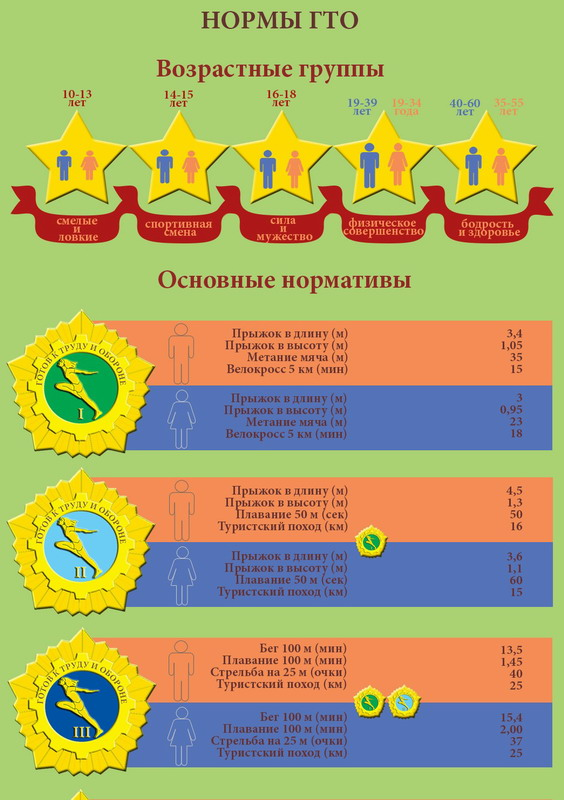 НОРМЫ ГТО
Возрастные группы
10-13 лет
14-15 лет
16-18 лет
19-39 лет
19-34 года
40-60 лет
35-55 лет
смелые и ловкие
спортивная смена
сила и мужество
физическое совершенство
бодрость и здоровье
Основные нормативы
ГОТОВ К ТРУДУ И ОБОРОНЕ
I
Прыжок в длину (м) 3,4
Прыжок в высоту (м) 1,05
Метание мяча (м) 35
Велокросс 5 км (мин) 15
Прыжок в длину (м) 3
Прыжок в высоту (м) 0,95
Метание мяча (м) 23
Велокросс 5 км (мин) 18
ГОТОВ К ТРУДУ И ОБОРОНЕ
II
Прыжок в длину (м) 4,5
Прыжок в высоту (м) 1,3
Плавание 50 м (сек) 50
Туристский поход (км) 16
Прыжок в длину (м) 3,6
Прыжок в высоту (м) 1,1
Плавание 50 м (сек) 60
Туристский поход (км) 15
ГОТОВ К ТРУДУ И ОБОРОНЕ
III
Бег 100 м (мин) 13,5
Плавание 100 м (мин) 1,45
Стрельба на 25 м (очки) 40
Туристский поход (км) 25
Бег 100 м (мин) 15,4
Плавание 100 м (мин) 2,00
Стрельба на 25 м (очки) 37
Туристский поход (км) 25